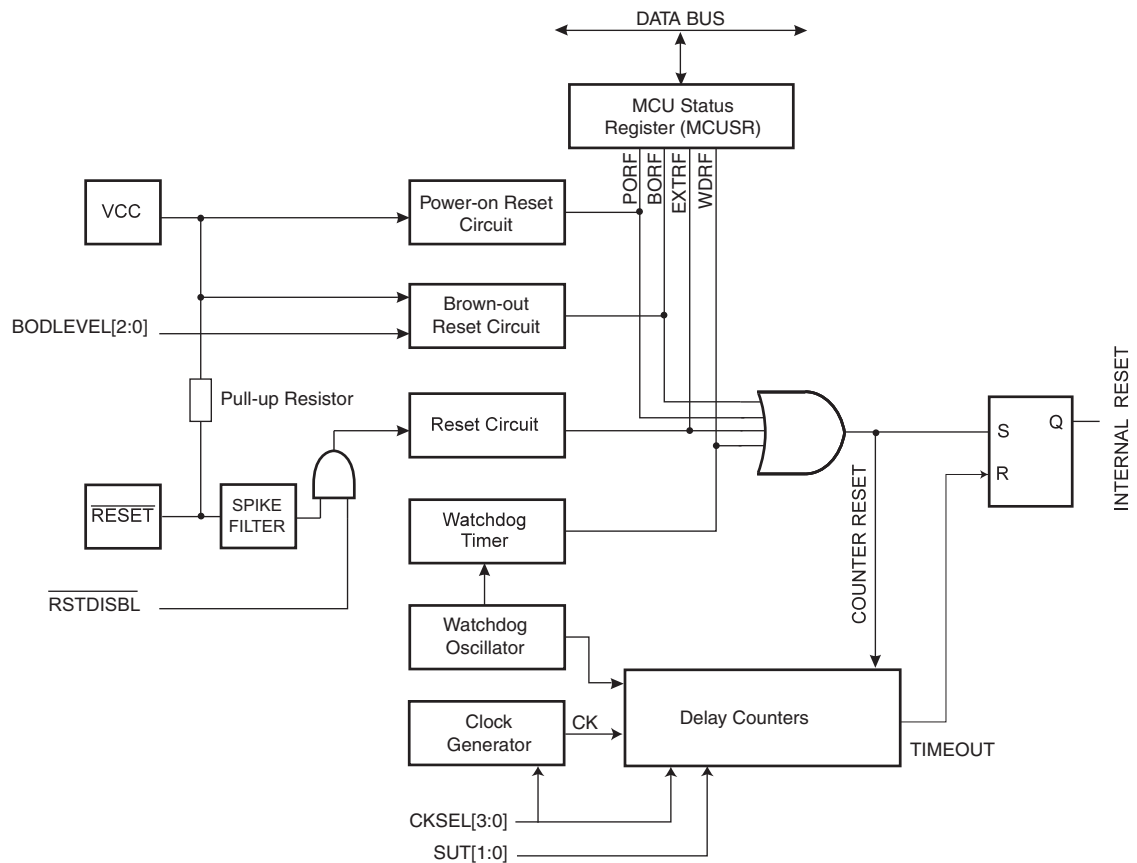 DATA BUS
MCU Status
Register (MCUSR)
PORF
BORF
EXTRF
WDRF
VCC
Power-on Reset
Circuit
BODLEVEL[2:0]
Brown-out
Reset Circuit
Pull-up Resistor
Reset Circuit
S
Q
R
INTERNAL RESET
RESET
SPIKE
FILTER
Watchdog
Timer
COUNTER RESET
RSTDISBL
Watchdog
Oscillator
Clock
Generator
CK
Delay Counters
TIMEOUT
CKSEL[3:0]
SUT[1:0]